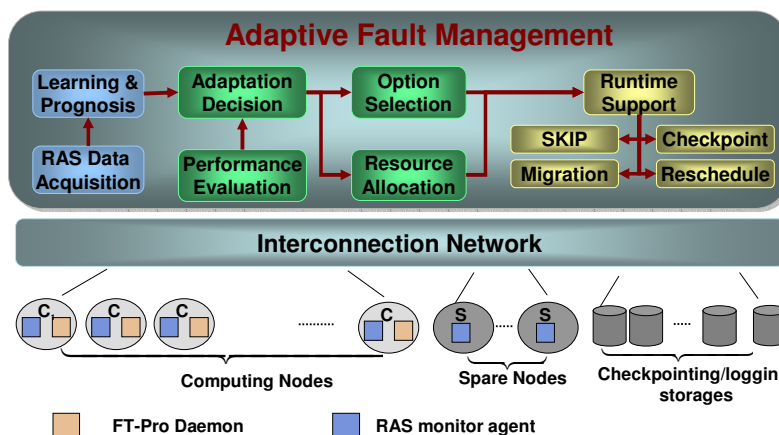 Adaptive Fault Management
Learning &
Prognosis
Adaptation
Decision
Option
Selection
Runtime
Support
SKIP
Checkpoint
RAS Data
Acquisition
Performance
Evaluation
Resource
Allocation
Migration
Reschedule
Interconnection Network
C
C
C
C
S
S
..........
.....
.....
Computing Nodes
Spare Nodes
Checkpointing/loggin
storages
FT-Pro Daemon
RAS monitor agent